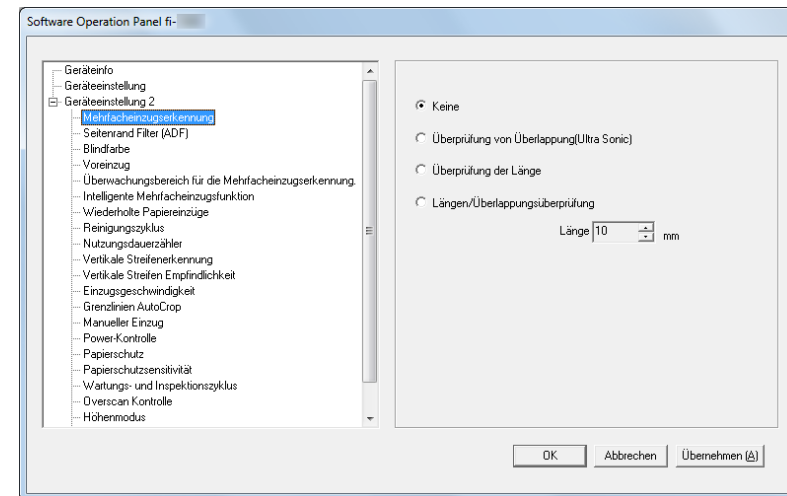 Software Operation Panel fi-
Geräteinfo
Geräteeinstellung
Geräteeinstellung 2
Mehrfacheinzugserkennung
Seitenrand Filter (ADF)
Blindfarbe
Voreinzug
Überwachungsbereich für die Mehrfacheinzugserkennung.
Intelligente Mehrfacheinzugsfunktion
Wiederholte Papiereinzüge
Reinigungszyklus
Nutzungsdauerzähler
Vertikale Streifenerkennung
Vertikale Streifen Empfindlichkeit
Einzugsgeschwindigkeit
Grenzlinien AutoCrop
Manueller Einzug
Power-Kontrolle
Papierschutz
Papierschutzsensitivität
Wartungs- und Inspektionszyklus
Overscan Kontrolle
Höhenmodus
Keine
Überprüfung von Überlappung(Ultra Sonic)
Überprüfung der Länge
Längen/Überlappungsüberprüfung
Länge 10 mm
OK Abbrechen Übernehmen (A)